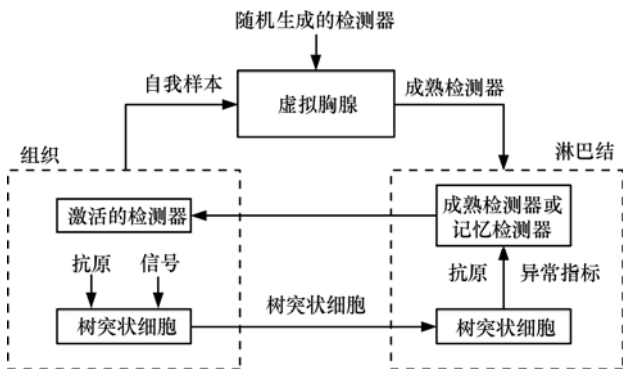 随机生成的检测器
自我样本
虚拟胸腺
成熟检测器
组织
淋巴结
激活的检测器
成熟检测器或
记忆检测器
抗原
信号
抗原
异常指标
树突状细胞
树突状细胞
树突状细胞